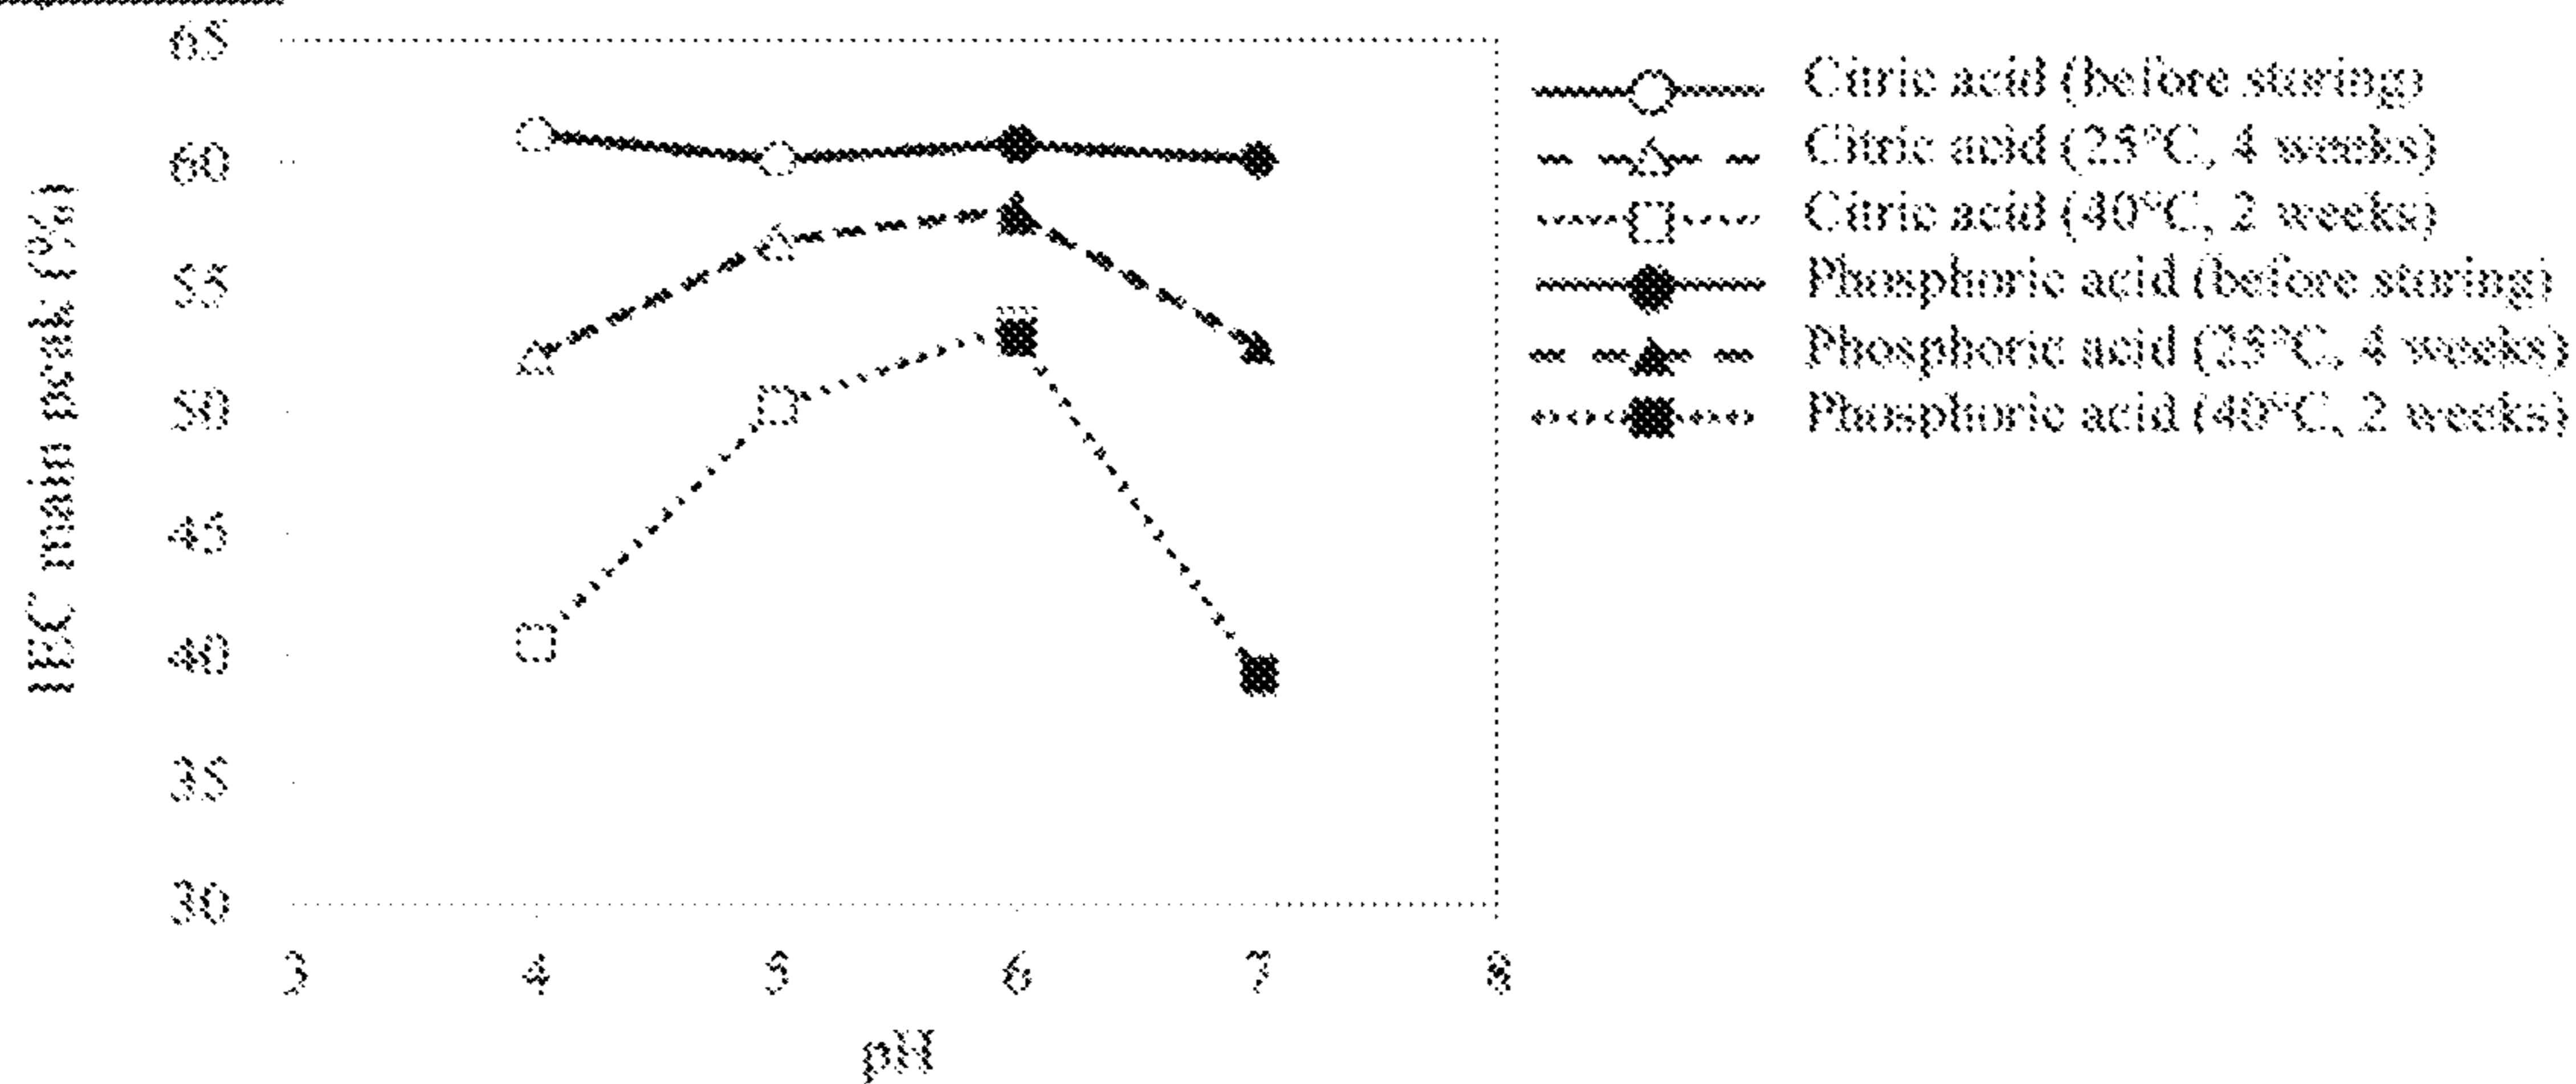 IEC main peak (%)
65
60
55
50
45
40
35
30
3 4 5 6 7 8
pH
Citric acid (before storing)
Citric acid (25°C, 4 weeks)
Citric acid (40°C, 2 weeks)
Phosphoric acid (before storing)
Phosphoric acid (25°C, 4 weeks)
Phosphoric acid (40°C, 2 weeks)